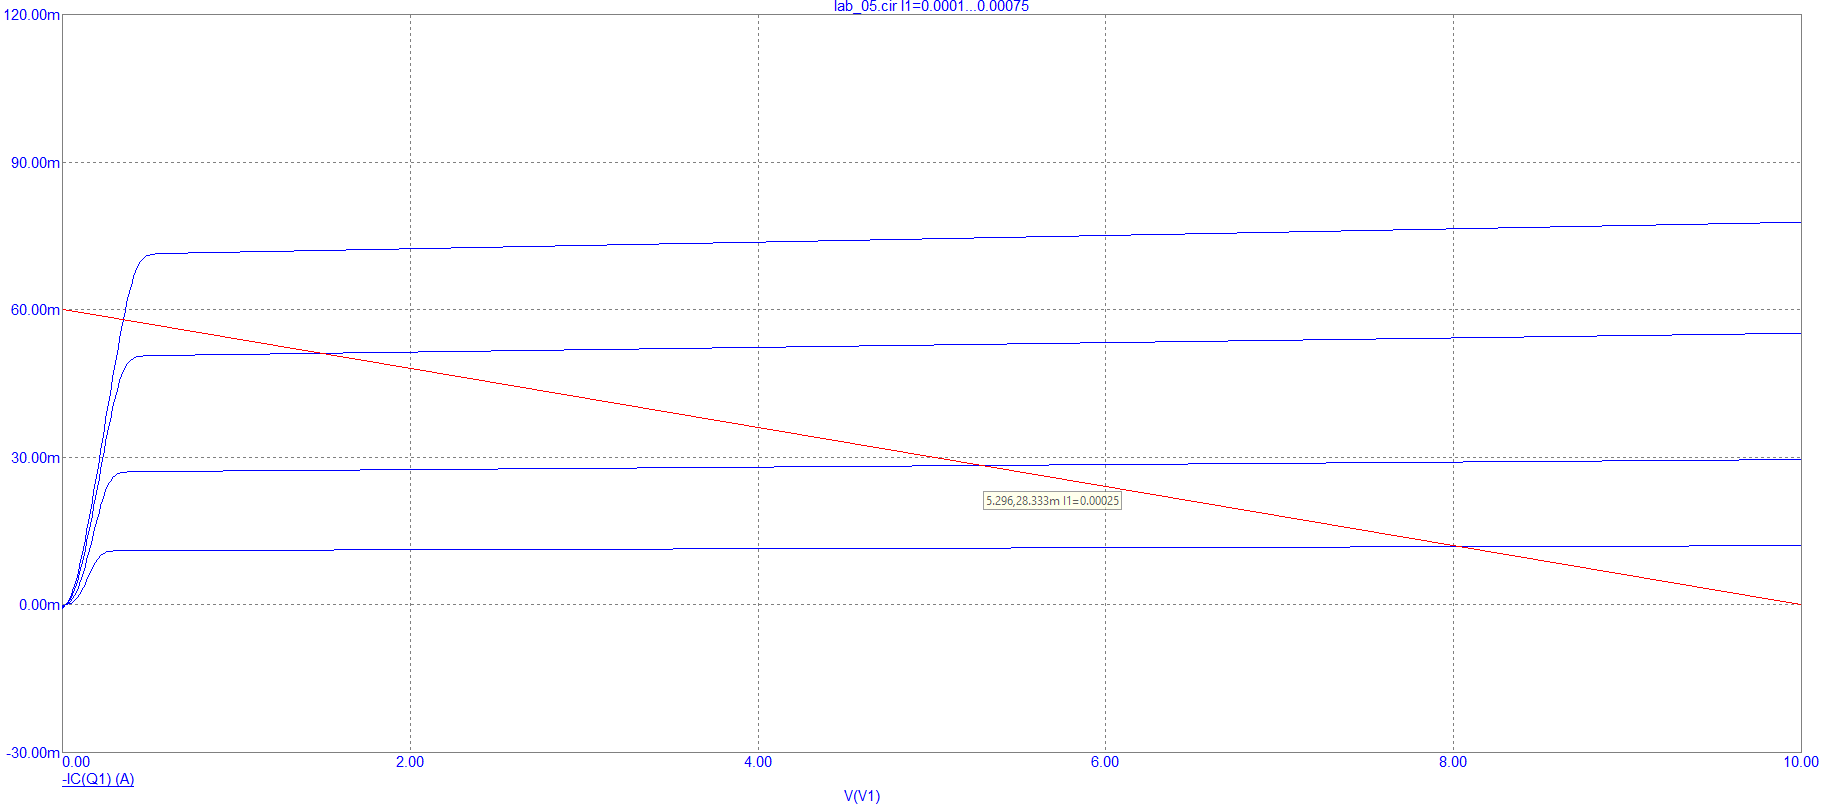 lab_05.cir I1=0.0001...0.00075
120.00m
90.00m
60.00m
30.00m
5.296,28.333m I1=0.00025
0.00m
-30.00m
0.00 2.00 4.00 6.00 8.00 10.00
-IC(Q1) (A)
V(V1)